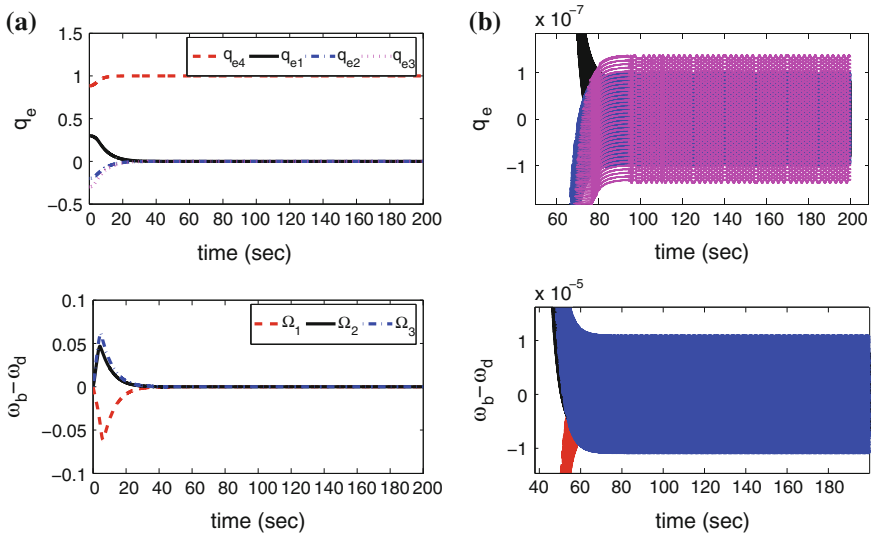 (a)
1.5
1
0.5
0
−0.5
q_e
q_e4 q_e1 q_e2 q_e3
0 20 40 60 80 100 120 140 160 180 200
time (sec)
0.1
0.05
0
−0.05
−0.1
ω_b−ω_d
Ω_1 Ω_2 Ω_3
0 20 40 60 80 100 120 140 160 180 200
time (sec)
(b)
x 10^-7
1
0
−1
q_e
60 80 100 120 140 160 180 200
time (sec)
x 10^-5
1
0
−1
ω_b−ω_d
40 60 80 100 120 140 160 180
time (sec)